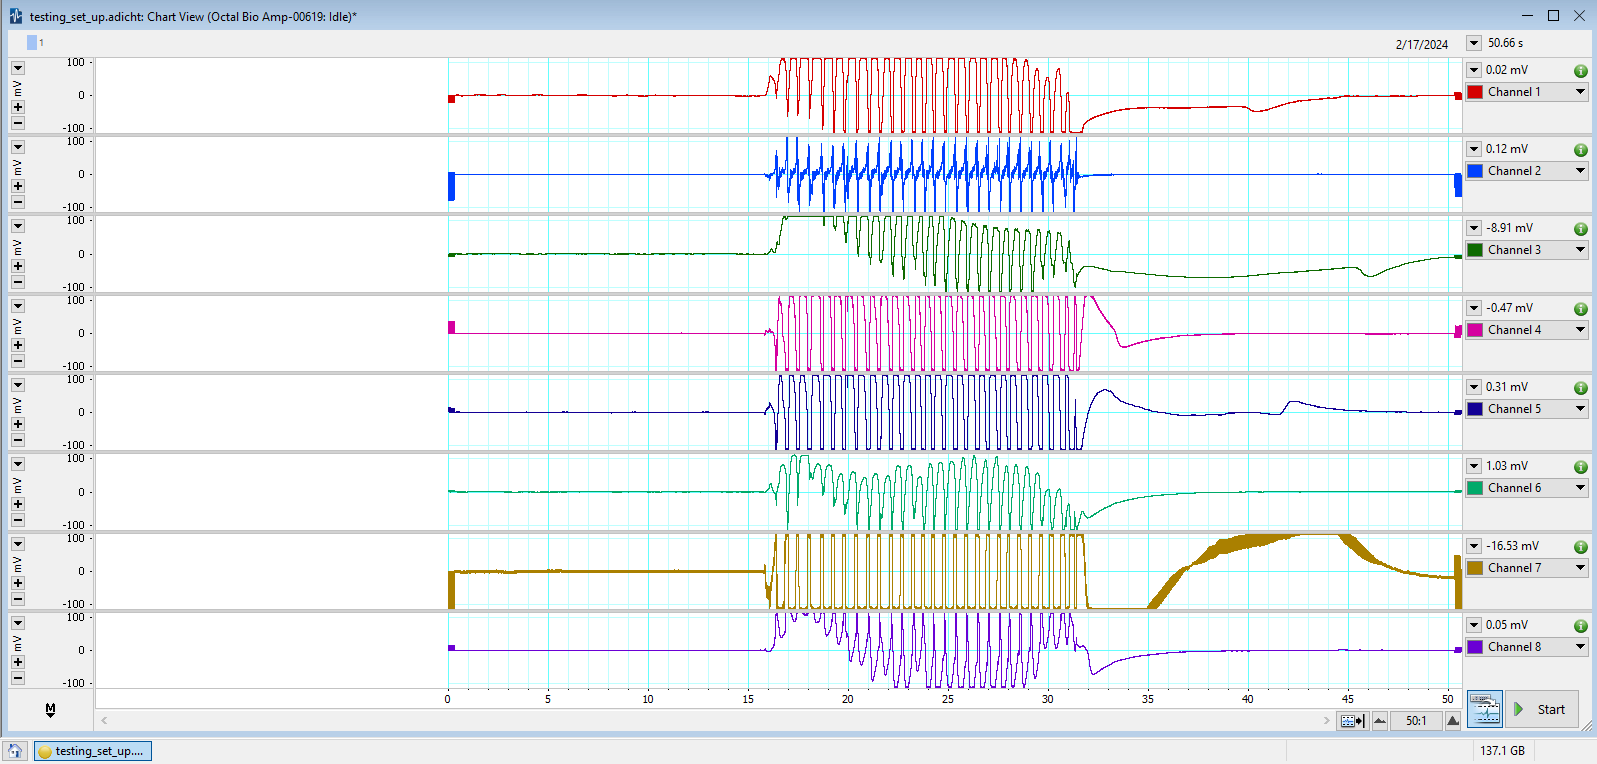 testing_set_up.adicht: Chart View (Octal Bio Amp-00619: Idle)*
1
2/17/2024
50.66 s
100
0
-100
mV
0.02 mV
Channel 1
100
0
-100
mV
0.12 mV
Channel 2
100
0
-100
mV
-8.91 mV
Channel 3
100
0
-100
mV
-0.47 mV
Channel 4
100
0
-100
mV
0.31 mV
Channel 5
100
0
-100
mV
1.03 mV
Channel 6
100
0
-100
mV
-16.53 mV
Channel 7
100
0
-100
mV
0.05 mV
Channel 8
0 5 10 15 20 25 30 35 40 45 50
M
50:1
Start
testing_set_up....
137.1 GB